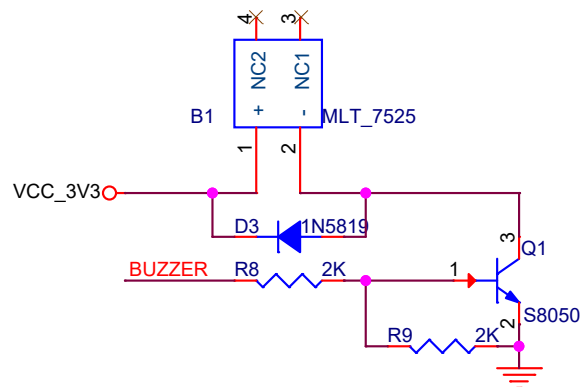 4 3
NC2 NC1
B1 + - MLT_7525
1 2
VCC_3V3
D3 1N5819
3 Q1
BUZZER R8 2K 1
S8050
2
R9 2K